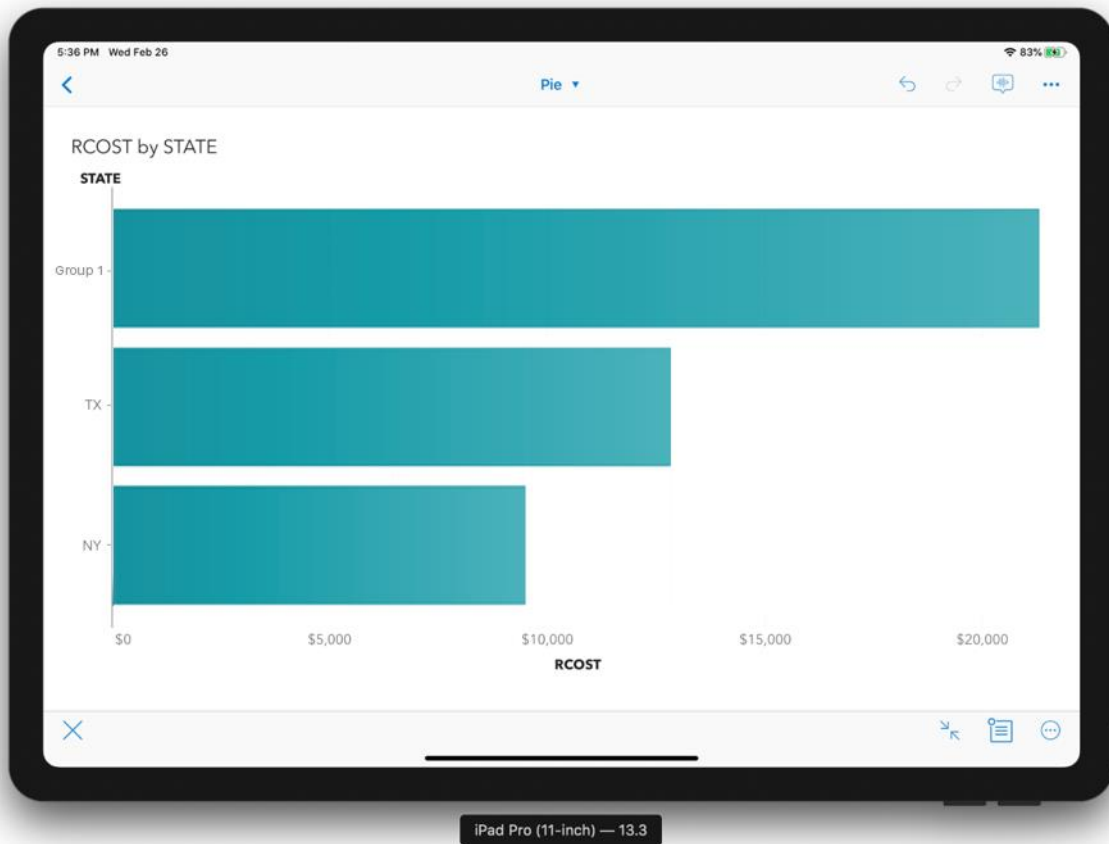 5:36 PM Wed Feb 26 83%
Pie ▼
RCOST by STATE
STATE
Group 1
TX
NY
$0 $5,000 $10,000 $15,000 $20,000
RCOST
iPad Pro (11-inch) — 13.3